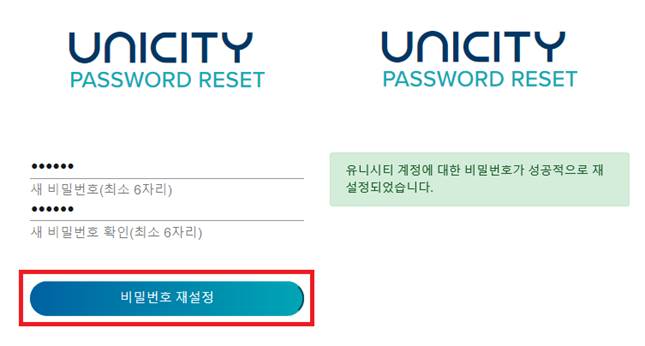 UNICITY
PASSWORD RESET
••••••
새 비밀번호(최소 6자리)
••••••
새 비밀번호 확인(최소 6자리)
비밀번호 재설정
UNICITY
PASSWORD RESET
유니시티 계정에 대한 비밀번호가 성공적으로 재
설정되었습니다.